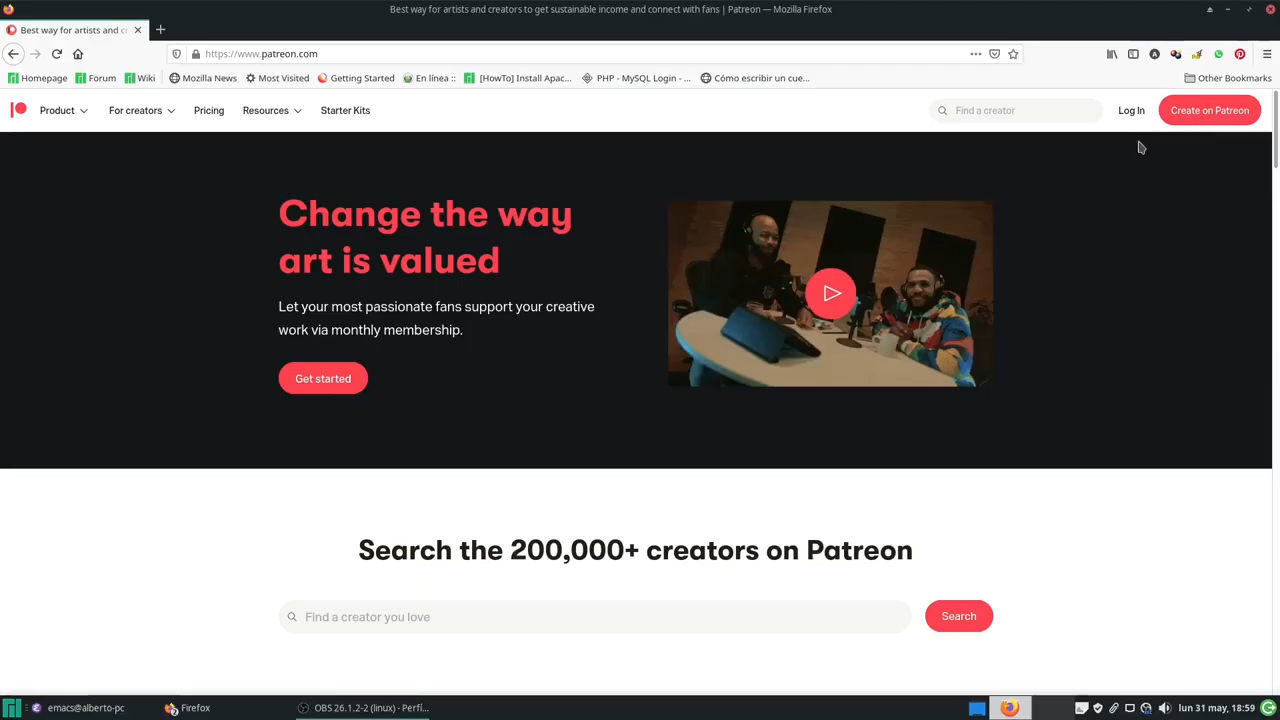 Best way for artists and creators to get sustainable income and connect with fans | Patreon — Mozilla Firefox
Best way for artists and cr
https://www.patreon.com
Homepage
Forum
Wiki
Mozilla News
Most Visited
Getting Started
En línea ::
[HowTo] Install Apac...
PHP - MySQL Login - ...
Cómo escribir un cue...
Other Bookmarks
Product
For creators
Pricing
Resources
Starter Kits
Find a creator
Log In
Create on Patreon
Change the way
art is valued
Let your most passionate fans support your creative
work via monthly membership.
Get started
Search the 200,000+ creators on Patreon
Find a creator you love
Search
emacs@alberto-pc
Firefox
OBS 26.1.2-2 (linux) - Perfi...
lun 31 may, 18:59